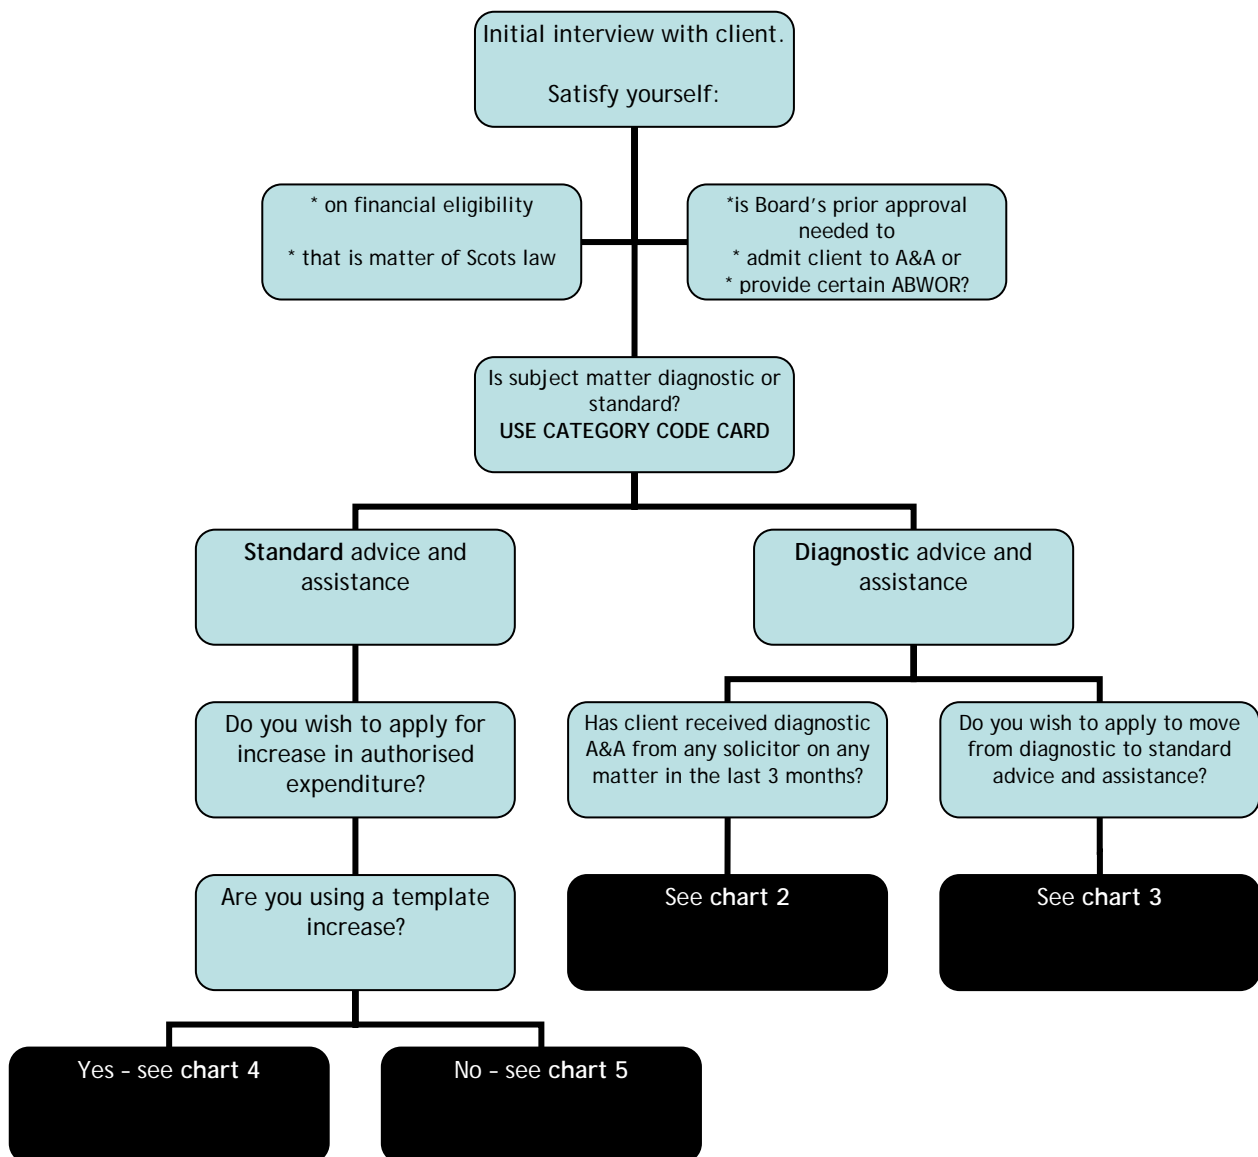 Initial interview with client.
Satisfy yourself:
* on financial eligibility
* that is matter of Scots law
*is Board's prior approval
needed to
* admit client to A&A or
* provide certain ABWOR?
Is subject matter diagnostic or
standard?
USE CATEGORY CODE CARD
Standard advice and
assistance
Diagnostic advice and
assistance
Do you wish to apply for
increase in authorised
expenditure?
Has client received diagnostic
A&A from any solicitor on any
matter in the last 3 months?
Do you wish to apply to move
from diagnostic to standard
advice and assistance?
Are you using a template
increase?
See chart 2
See chart 3
Yes – see chart 4
No – see chart 5